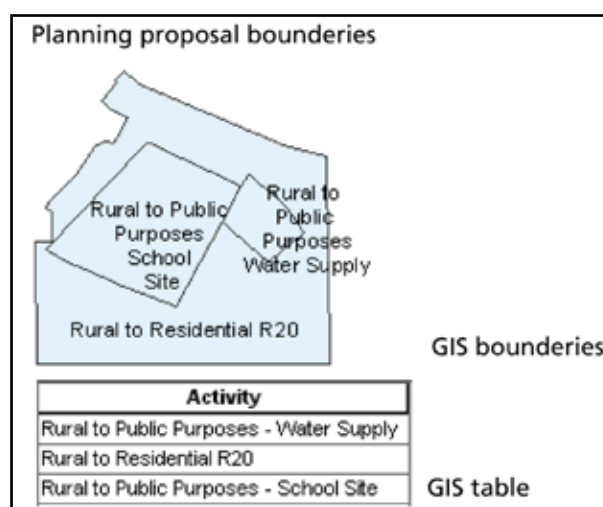 Planning proposal bounderies
Rural to Public
Purposes
School
Site
Rural to
Public
Purposes
Water Supply
Rural to Residential R20
GIS bounderies
Activity
Rural to Public Purposes - Water Supply
Rural to Residential R20
Rural to Public Purposes - School Site
GIS table